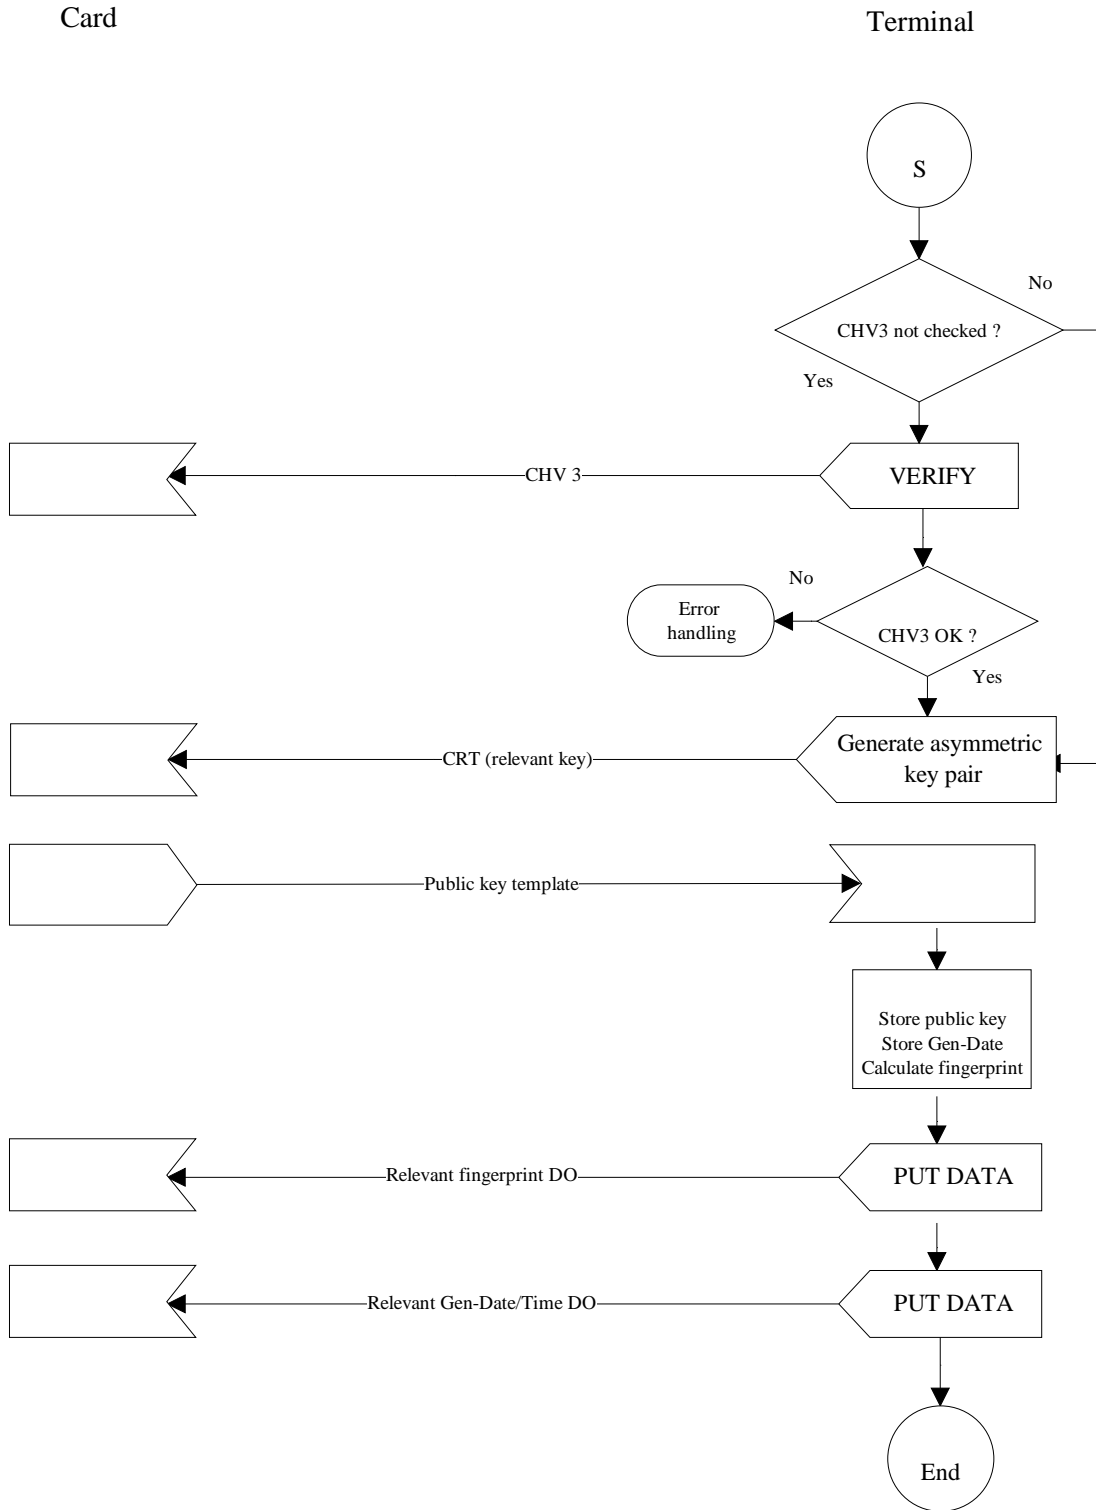 Card
Terminal
S
No
CHV3 not checked ?
Yes
CHV 3
VERIFY
No
Error
handling
CHV3 OK ?
Yes
CRT (relevant key)
Generate asymmetric
key pair
Public key template
Store public key
Store Gen-Date
Calculate fingerprint
Relevant fingerprint DO
PUT DATA
Relevant Gen-Date/Time DO
PUT DATA
End